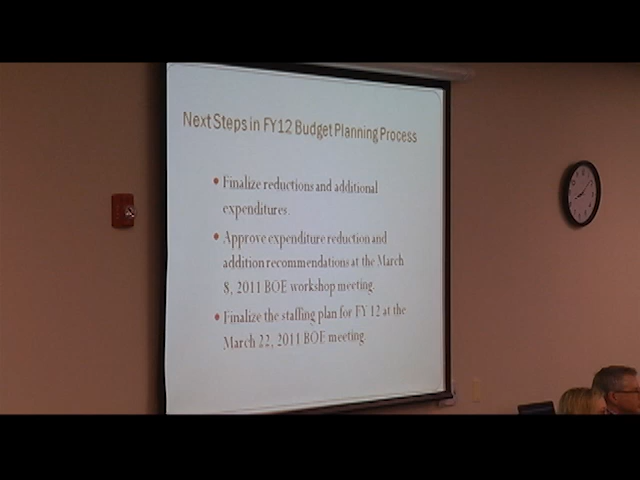 Next Steps in FY12 Budget Planning Process
• Finalize reductions and additional
expenditures.
• Approve expenditure reduction and
addition recommendations at the March
8, 2011 BOE workshop meeting.
• Finalize the staffing plan for FY 12 at the
March 22, 2011 BOE meeting.